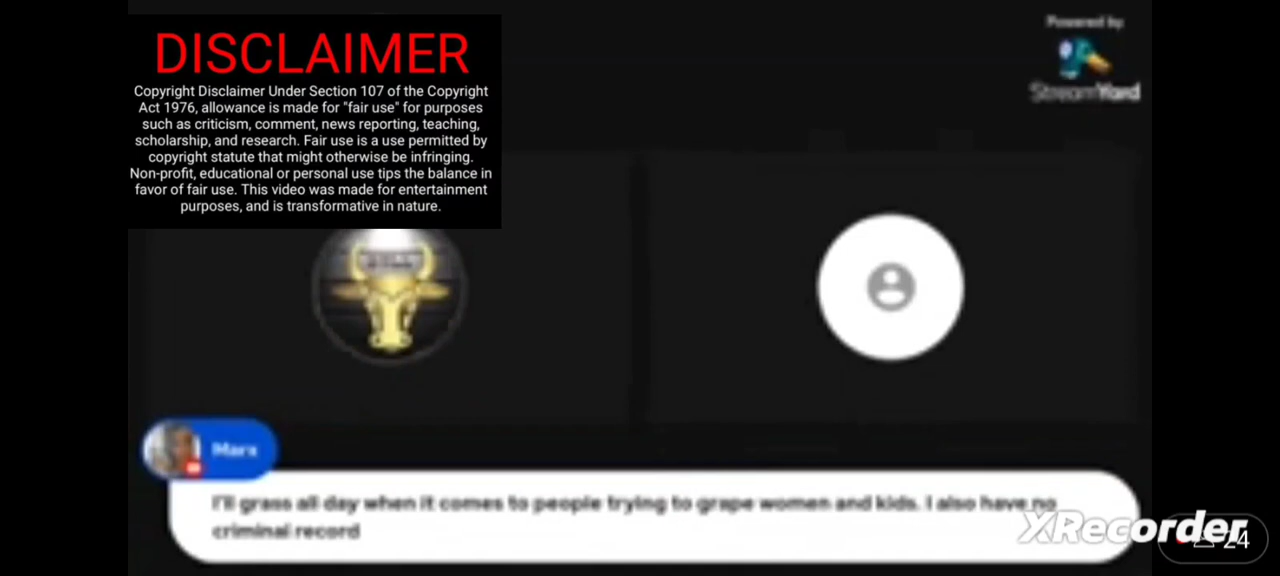 DISCLAIMER
Copyright Disclaimer Under Section 107 of the Copyright
Act 1976, allowance is made for "fair use" for purposes
such as criticism, comment, news reporting, teaching,
scholarship, and research. Fair use is a use permitted by
copyright statute that might otherwise be infringing.
Non-profit, educational or personal use tips the balance in
favor of fair use. This video was made for entertainment
purposes, and is transformative in nature.
Powered by
StreamYard
I'll grass all day when it comes to people trying to grape women and kids. I also have no
criminal record
XRecorder
24